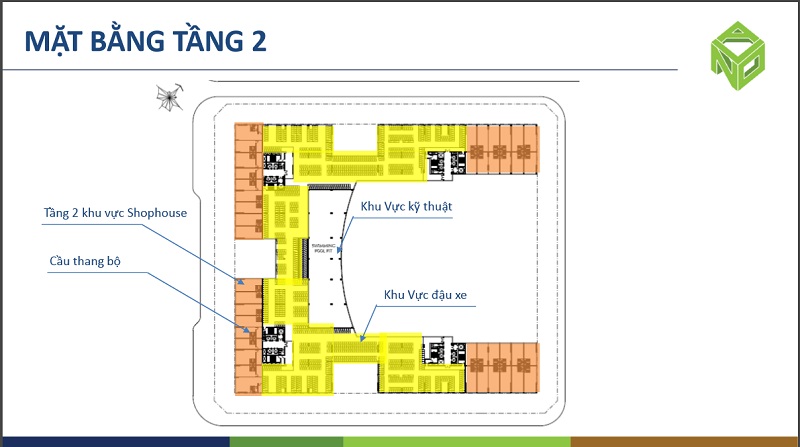 MẶT BẰNG TẦNG 2
Khu Vực kỹ thuật
Tầng 2 khu vực Shophouse
SWIMMING
POOL PIT
Cầu thang bộ
Khu Vực đậu xe